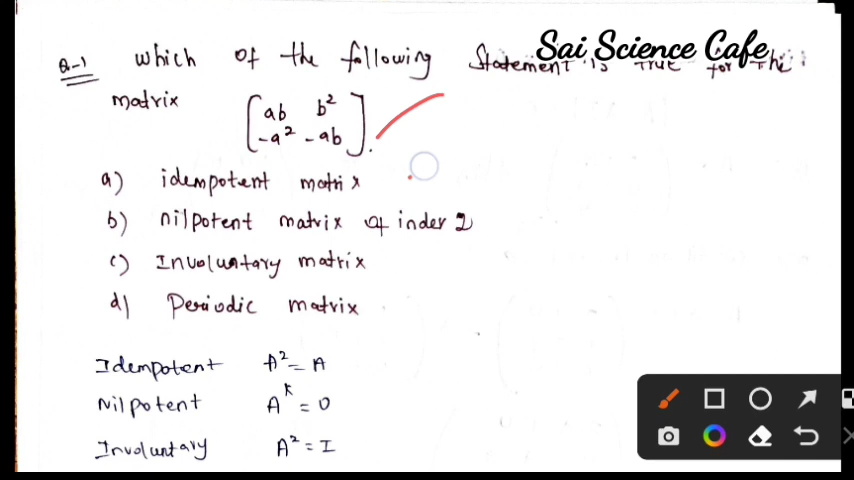 Sai Science Cafe
Q-1 which of the following Statement is True for the
matrix [ab b² -a² -ab].
a) idempotent matrix
b) nilpotent matrix of index 2
c) Involuntary matrix
d) Periodic matrix
Idempotent A² = A
Nilpotent Aᵏ = 0
Involuntary A² = I